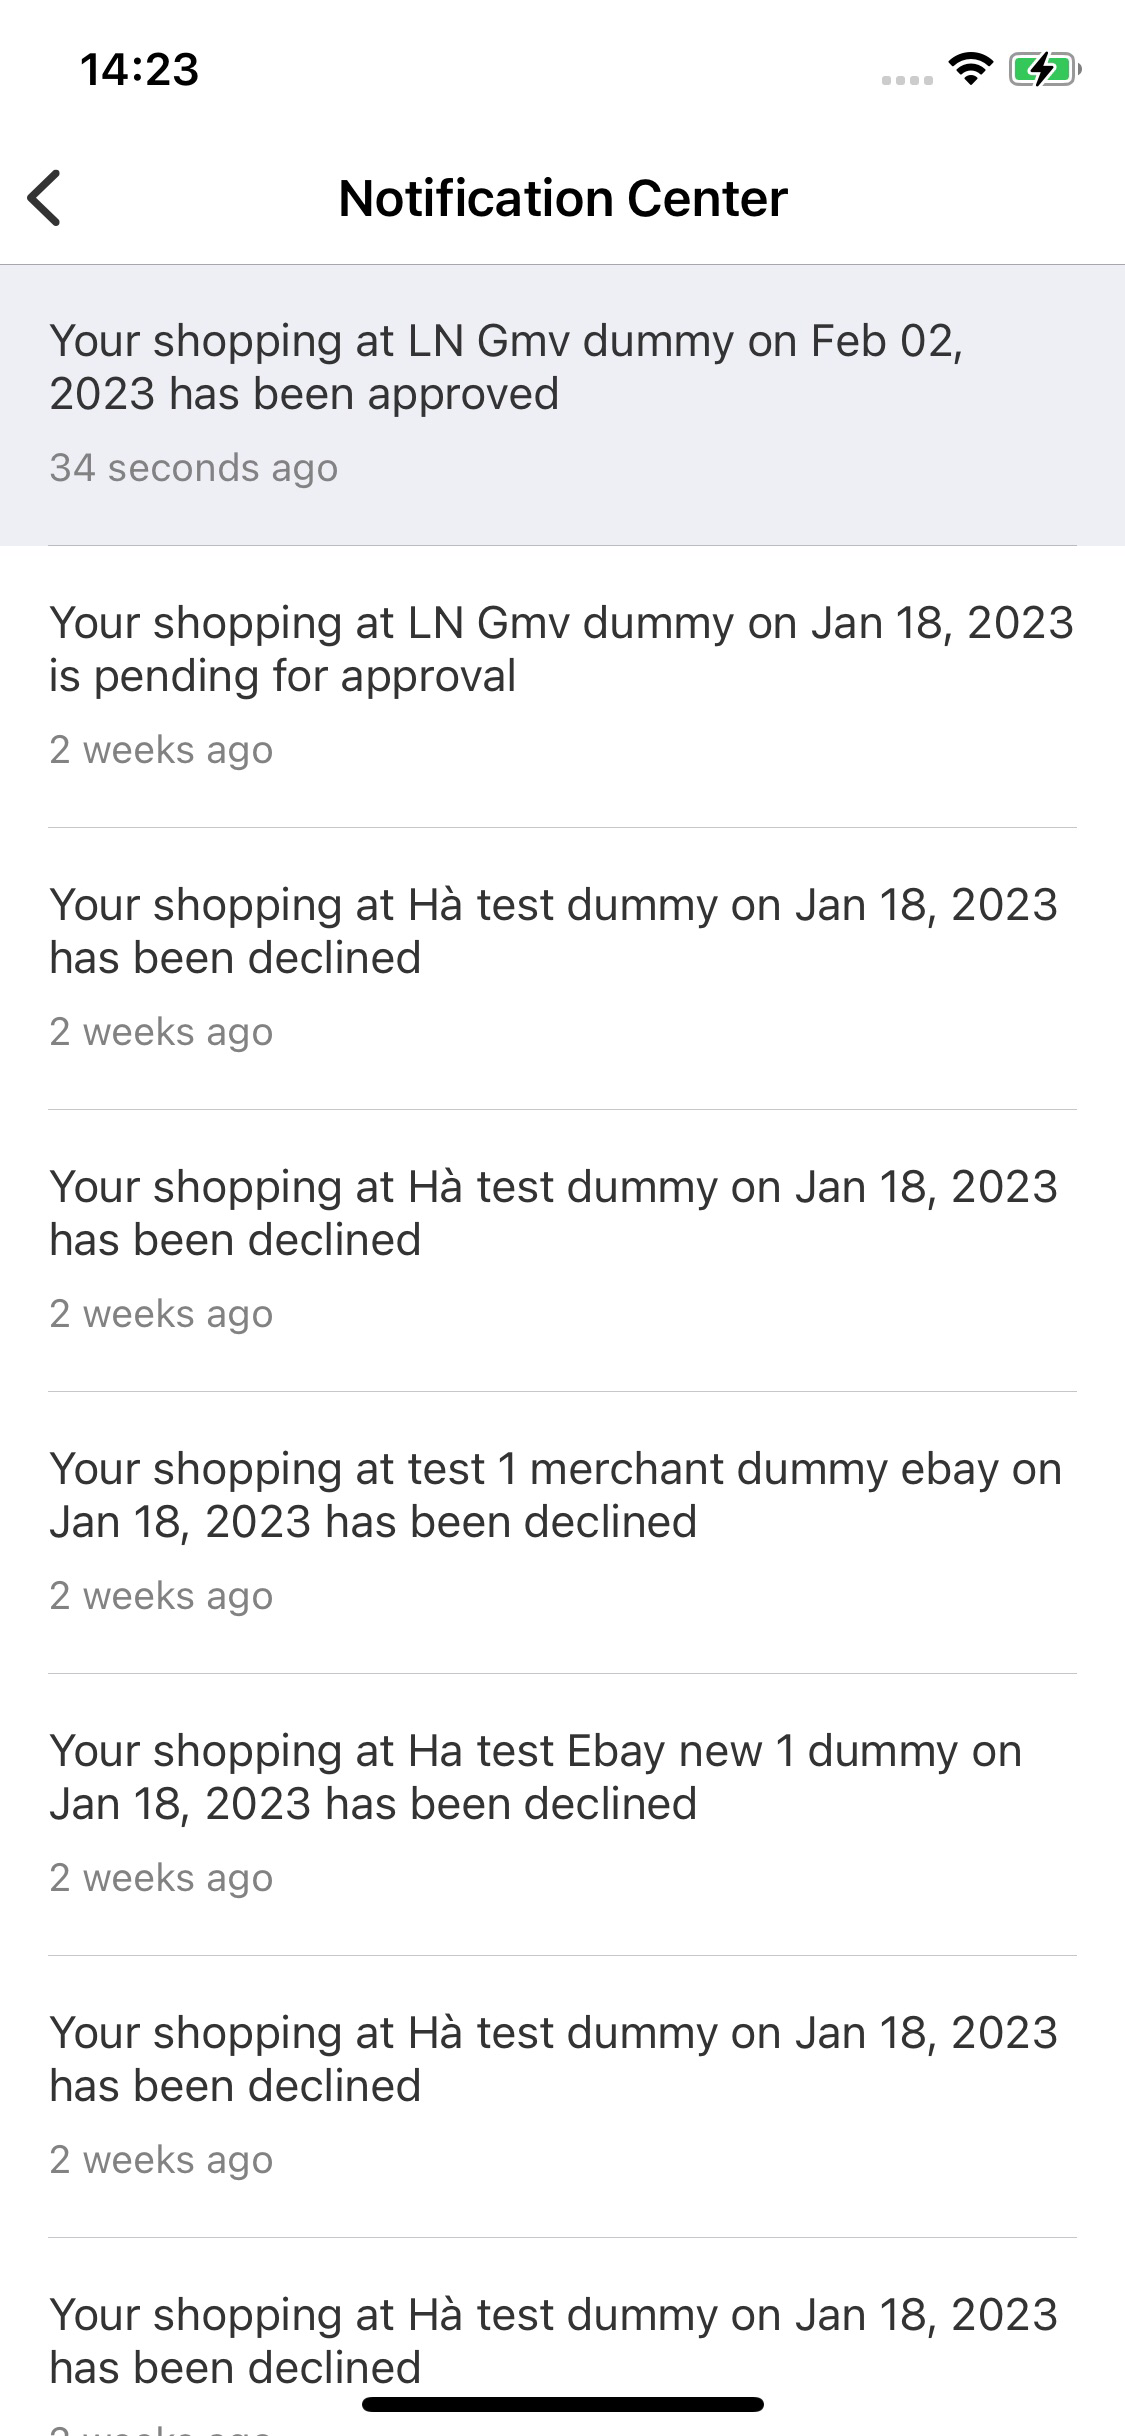 14:23
Notification Center
Your shopping at LN Gmv dummy on Feb 02,
2023 has been approved
34 seconds ago
Your shopping at LN Gmv dummy on Jan 18, 2023
is pending for approval
2 weeks ago
Your shopping at Hà test dummy on Jan 18, 2023
has been declined
2 weeks ago
Your shopping at Hà test dummy on Jan 18, 2023
has been declined
2 weeks ago
Your shopping at test 1 merchant dummy ebay on
Jan 18, 2023 has been declined
2 weeks ago
Your shopping at Ha test Ebay new 1 dummy on
Jan 18, 2023 has been declined
2 weeks ago
Your shopping at Hà test dummy on Jan 18, 2023
has been declined
2 weeks ago
Your shopping at Hà test dummy on Jan 18, 2023
has been declined